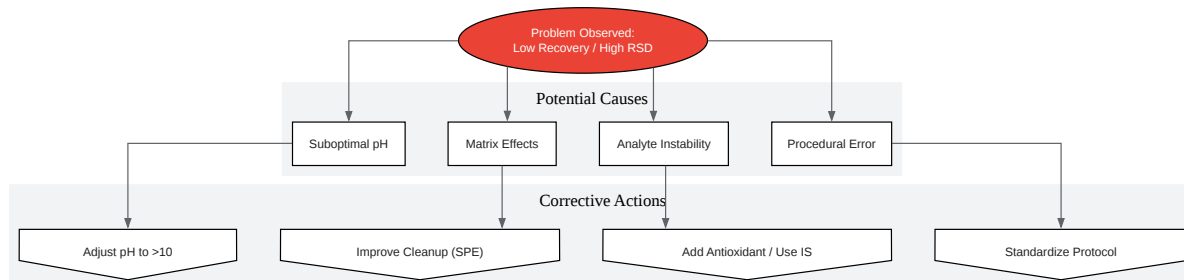 Problem Observed:
Low Recovery / High RSD
Potential Causes
Suboptimal pH
Matrix Effects
Analyte Instability
Procedural Error
Corrective Actions
Adjust pH to >10
Improve Cleanup (SPE)
Add Antioxidant / Use IS
Standardize Protocol